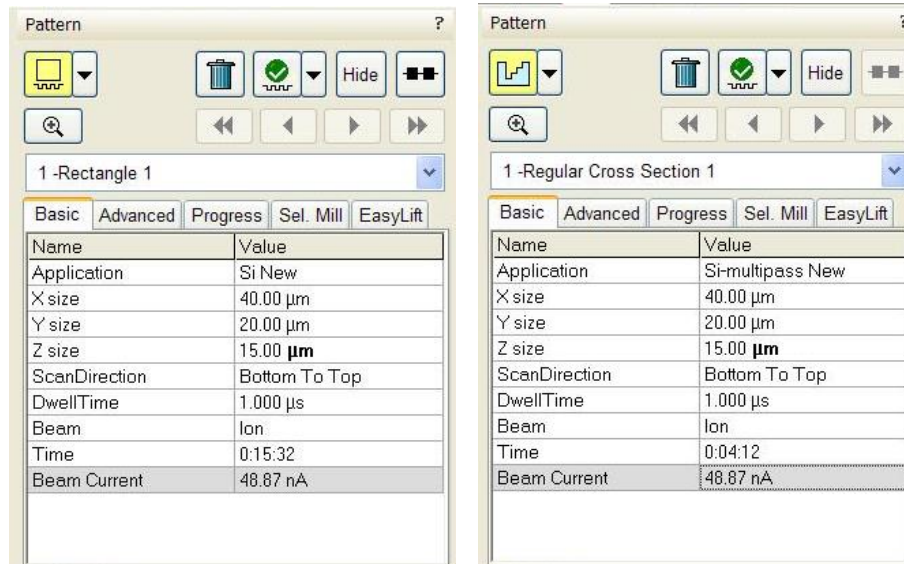 Pattern ?
Hide
1 -Rectangle 1
Basic Advanced Progress Sel. Mill EasyLift
Name Value
Application Si New
X size 40.00 µm
Y size 20.00 µm
Z size 15.00 µm
ScanDirection Bottom To Top
DwellTime 1.000 µs
Beam Ion
Time 0:15:32
Beam Current 48.87 nA
Pattern ?
Hide
1 -Regular Cross Section 1
Basic Advanced Progress Sel. Mill EasyLift
Name Value
Application Si-multipass New
X size 40.00 µm
Y size 20.00 µm
Z size 15.00 µm
ScanDirection Bottom To Top
DwellTime 1.000 µs
Beam Ion
Time 0:04:12
Beam Current 48.87 nA